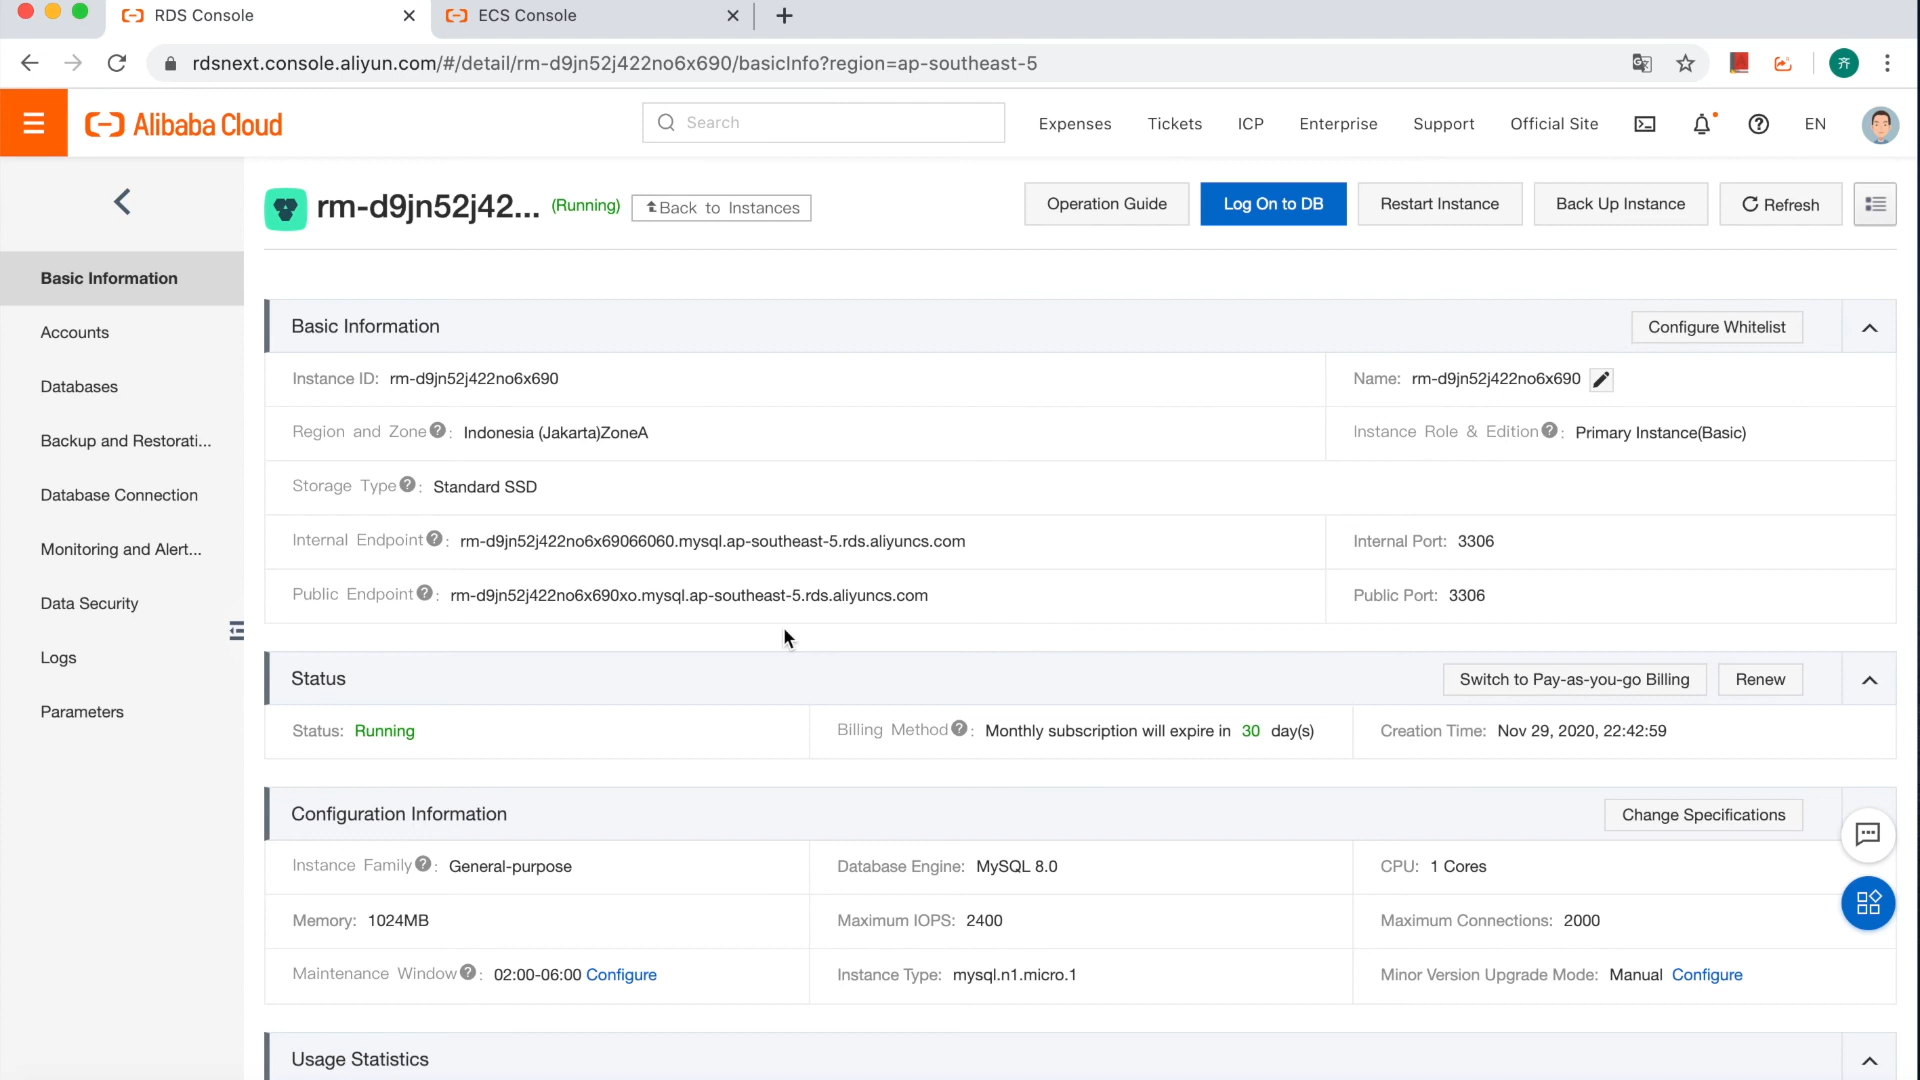 RDS Console
ECS Console
rdsnext.console.aliyun.com/#/detail/rm-d9jn52j422no6x690/basicInfo?region=ap-southeast-5
齐
Alibaba Cloud
Search
Expenses
Tickets
ICP
Enterprise
Support
Official Site
EN
rm-d9jn52j42...
(Running)
Back to Instances
Operation Guide
Log On to DB
Restart Instance
Back Up Instance
Refresh
Basic Information
Accounts
Databases
Backup and Restorati...
Database Connection
Monitoring and Alert...
Data Security
Logs
Parameters
Basic Information
Configure Whitelist
Instance ID: rm-d9jn52j422no6x690
Name: rm-d9jn52j422no6x690
Region and Zone?: Indonesia (Jakarta)ZoneA
Instance Role & Edition?: Primary Instance(Basic)
Storage Type?: Standard SSD
Internal Endpoint?: rm-d9jn52j422no6x69066060.mysql.ap-southeast-5.rds.aliyuncs.com
Internal Port: 3306
Public Endpoint?: rm-d9jn52j422no6x690xo.mysql.ap-southeast-5.rds.aliyuncs.com
Public Port: 3306
Status
Switch to Pay-as-you-go Billing
Renew
Status: Running
Billing Method?: Monthly subscription will expire in 30 day(s)
Creation Time: Nov 29, 2020, 22:42:59
Configuration Information
Change Specifications
Instance Family?: General-purpose
Database Engine: MySQL 8.0
CPU: 1 Cores
Memory: 1024MB
Maximum IOPS: 2400
Maximum Connections: 2000
Maintenance Window?: 02:00-06:00 Configure
Instance Type: mysql.n1.micro.1
Minor Version Upgrade Mode: Manual Configure
Usage Statistics